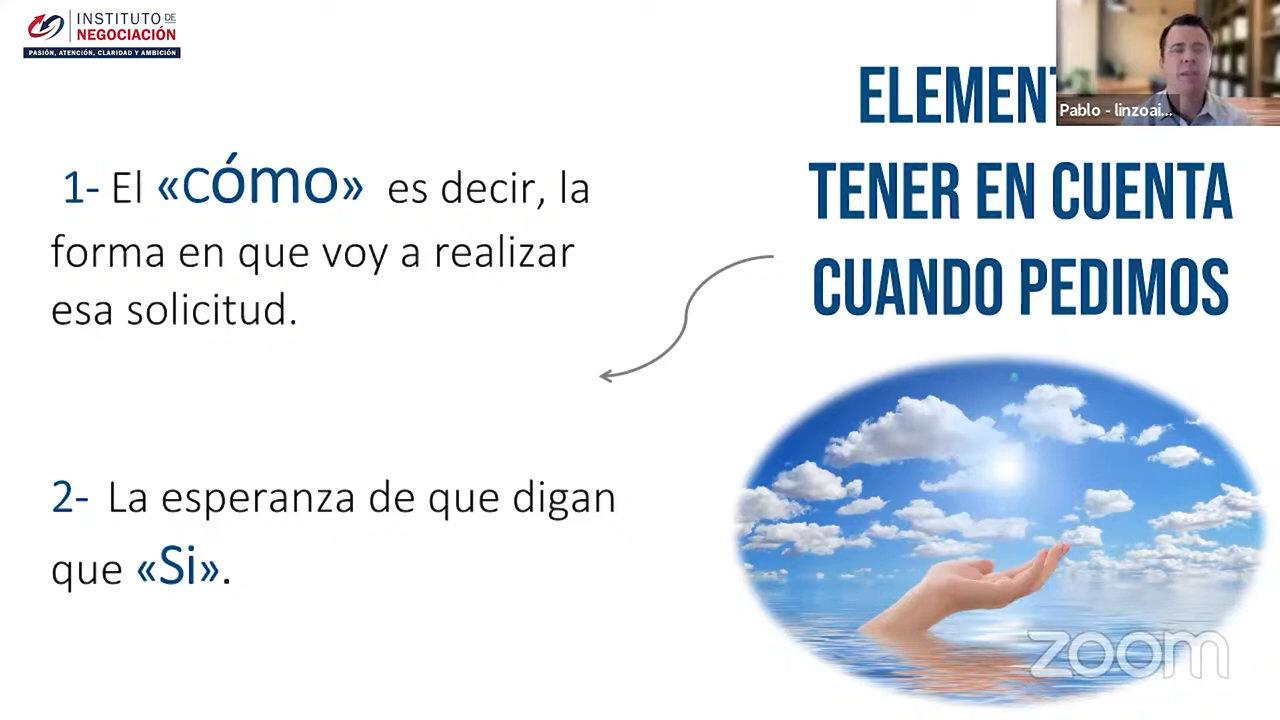 INSTITUTO DE
NEGOCIACIÓN
PASIÓN, ATENCIÓN, CLARIDAD Y AMBICIÓN
Pablo - linzoai...
TENER EN CUENTA
CUANDO PEDIMOS
1- El «cómo» es decir, la
forma en que voy a realizar
esa solicitud.
2- La esperanza de que digan
que «Si».
zoom